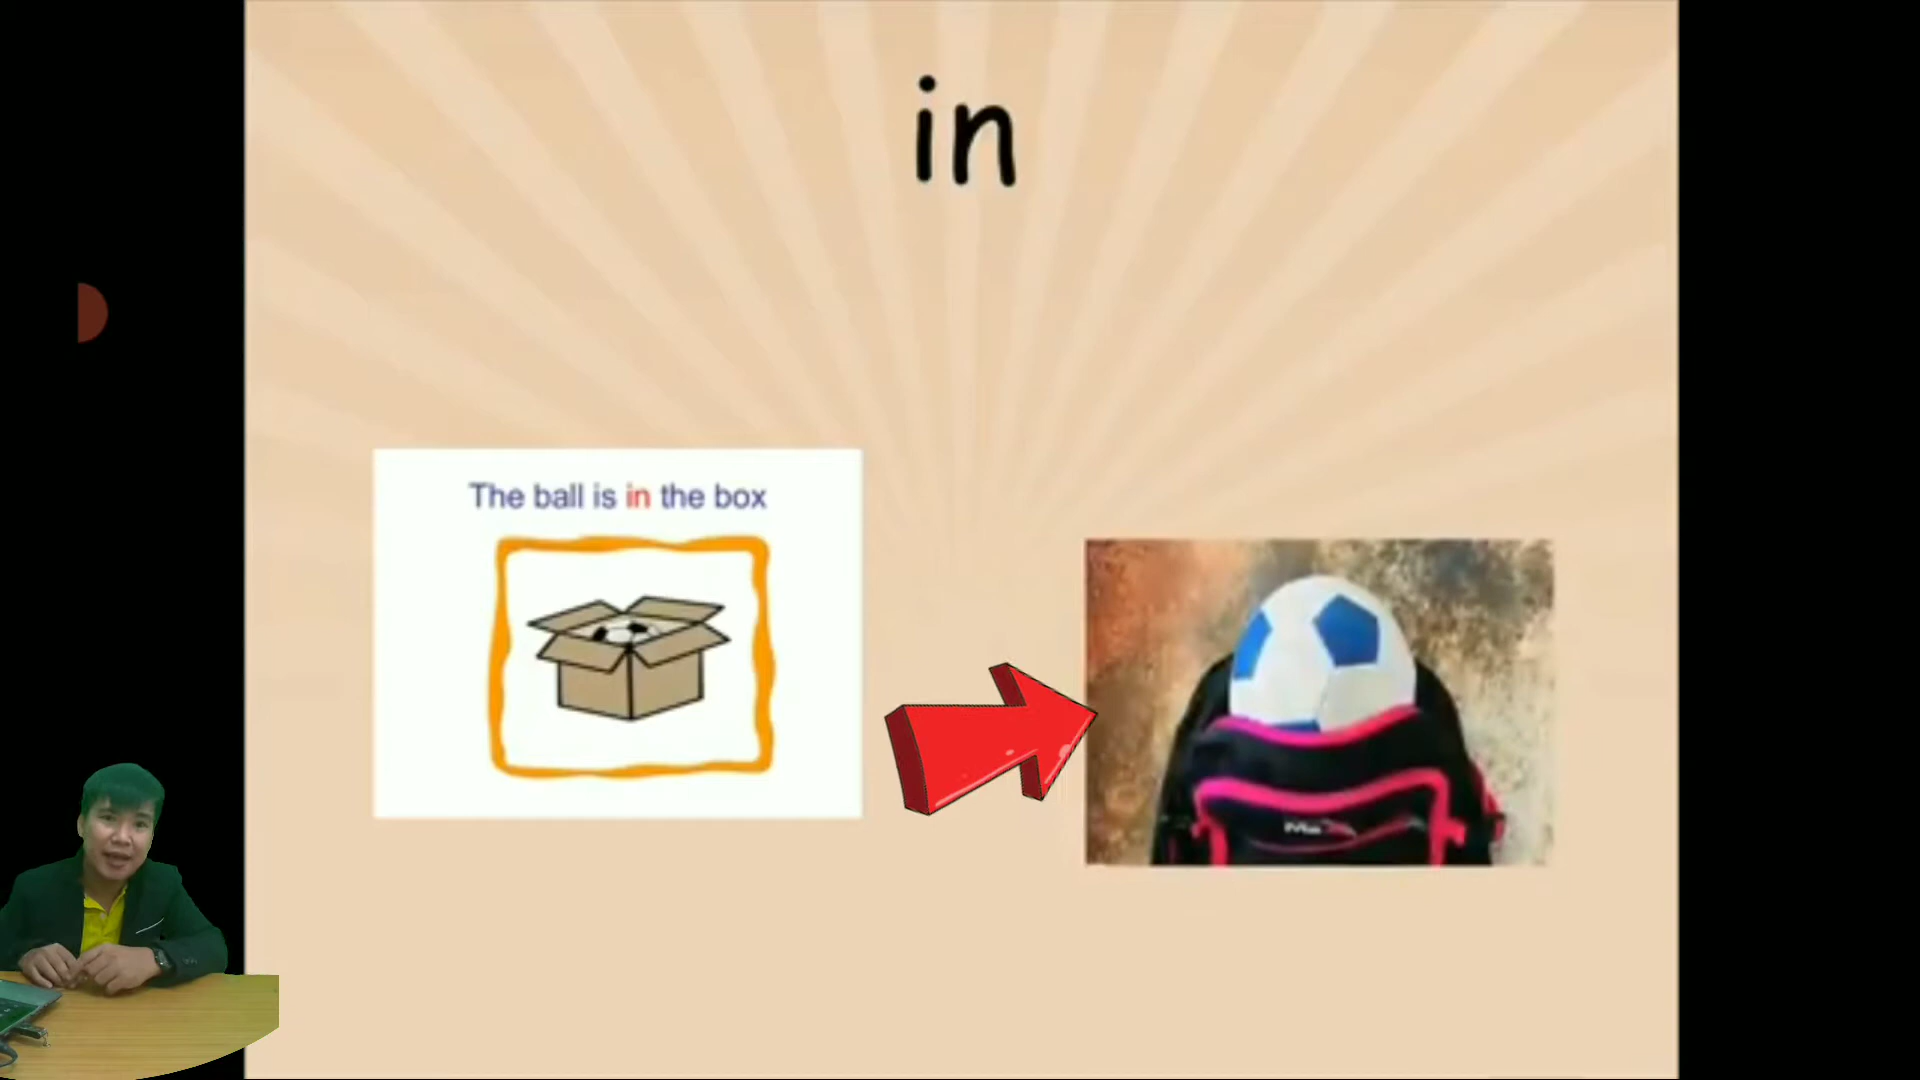 in
The ball is in the box